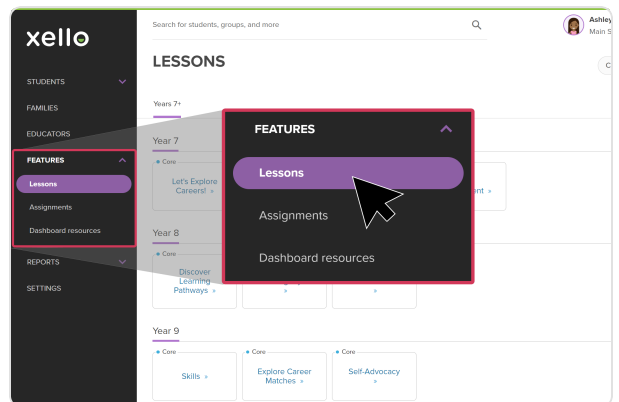 xello
Search for students, groups, and more
Ashley
Main S
LESSONS
C
STUDENTS
FAMILIES
EDUCATORS
FEATURES
Lessons
Assignments
Dashboard resources
REPORTS
SETTINGS
Years 7+
Year 7
Core
Let's Explore
Careers! »
nt »
FEATURES
Lessons
Assignments
Dashboard resources
Year 8
Core
Discover
Learning
Pathways »
»
»
Year 9
Core
Skills »
Core
Explore Career
Matches »
Core
Self-Advocacy
»